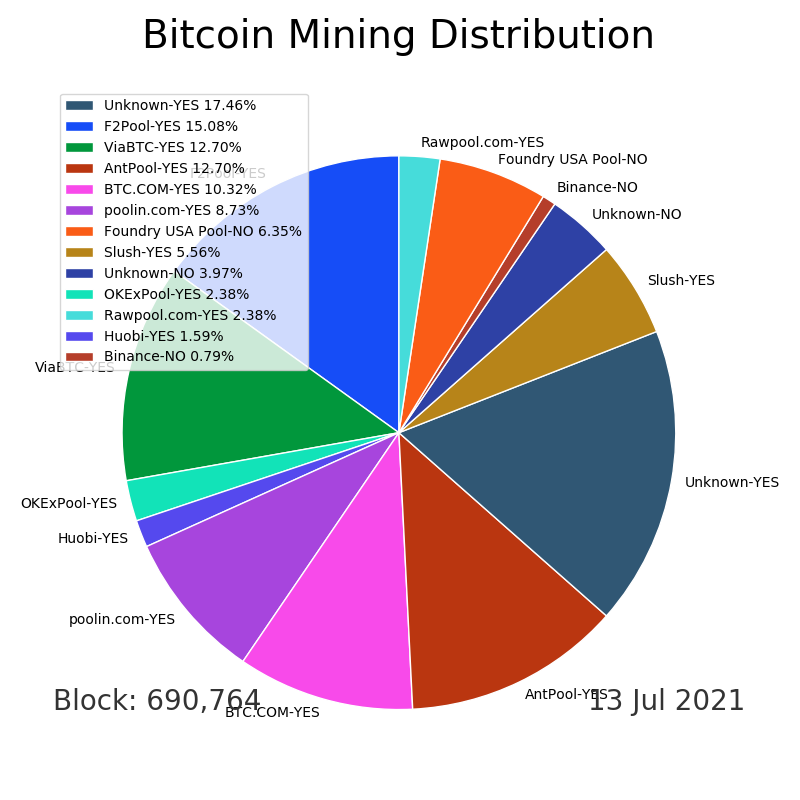 Bitcoin Mining Distribution
Unknown-YES 17.46%
F2Pool-YES 15.08%
ViaBTC-YES 12.70%
AntPool-YES 12.70%
BTC.COM-YES 10.32%
poolin.com-YES 8.73%
Foundry USA Pool-NO 6.35%
Slush-YES 5.56%
Unknown-NO 3.97%
OKExPool-YES 2.38%
Rawpool.com-YES 2.38%
Huobi-YES 1.59%
Binance-NO 0.79%
F2Pool-YES
Rawpool.com-YES
Foundry USA Pool-NO
Binance-NO
Unknown-NO
Slush-YES
ViaBTC-YES
Unknown-YES
OKExPool-YES
Huobi-YES
poolin.com-YES
AntPool-YES
BTC.COM-YES
Block: 690,764
13 Jul 2021